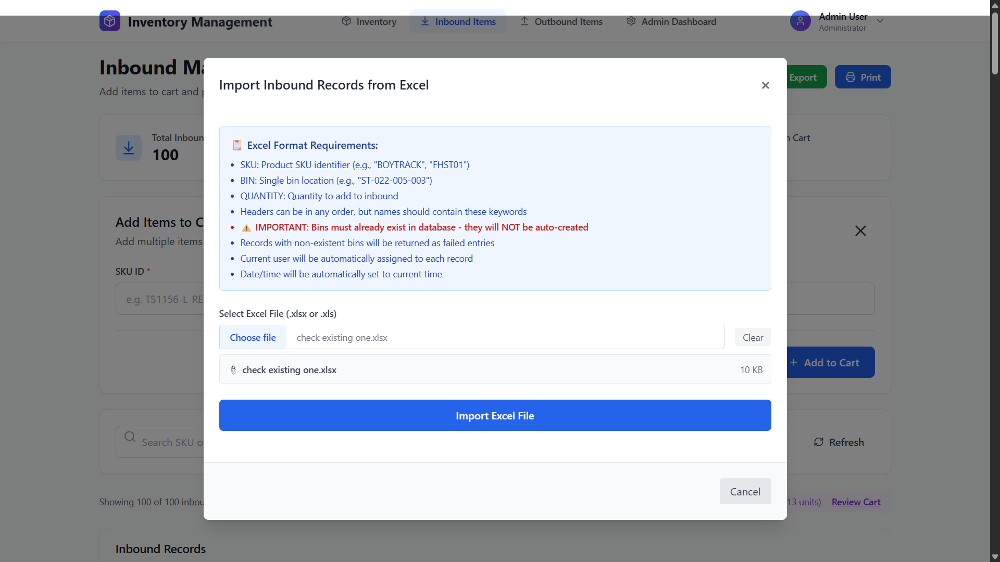 Inventory Management
Inventory
Inbound Items
Outbound Items
Admin Dashboard
Admin User
Administrator
Inbound Ma
Add items to cart and p
Export
Print
Import Inbound Records from Excel
Total Inboun
100
n Cart
📋 Excel Format Requirements:
• SKU: Product SKU identifier (e.g., "BOYTRACK", "FHST01")
• BIN: Single bin location (e.g., "ST-022-005-003")
• QUANTITY: Quantity to add to inbound
• Headers can be in any order, but names should contain these keywords
• ⚠️ IMPORTANT: Bins must already exist in database - they will NOT be auto-created
• Records with non-existent bins will be returned as failed entries
• Current user will be automatically assigned to each record
• Date/time will be automatically set to current time
Add Items to C
Add multiple items
SKU ID *
e.g. TS1156-L-RE
Select Excel File (.xlsx or .xls)
Choose file
check existing one.xlsx
Clear
check existing one.xlsx
10 KB
+ Add to Cart
Import Excel File
Search SKU o
Refresh
Cancel
Showing 100 of 100 inbou
13 units)
Review Cart
Inbound Records